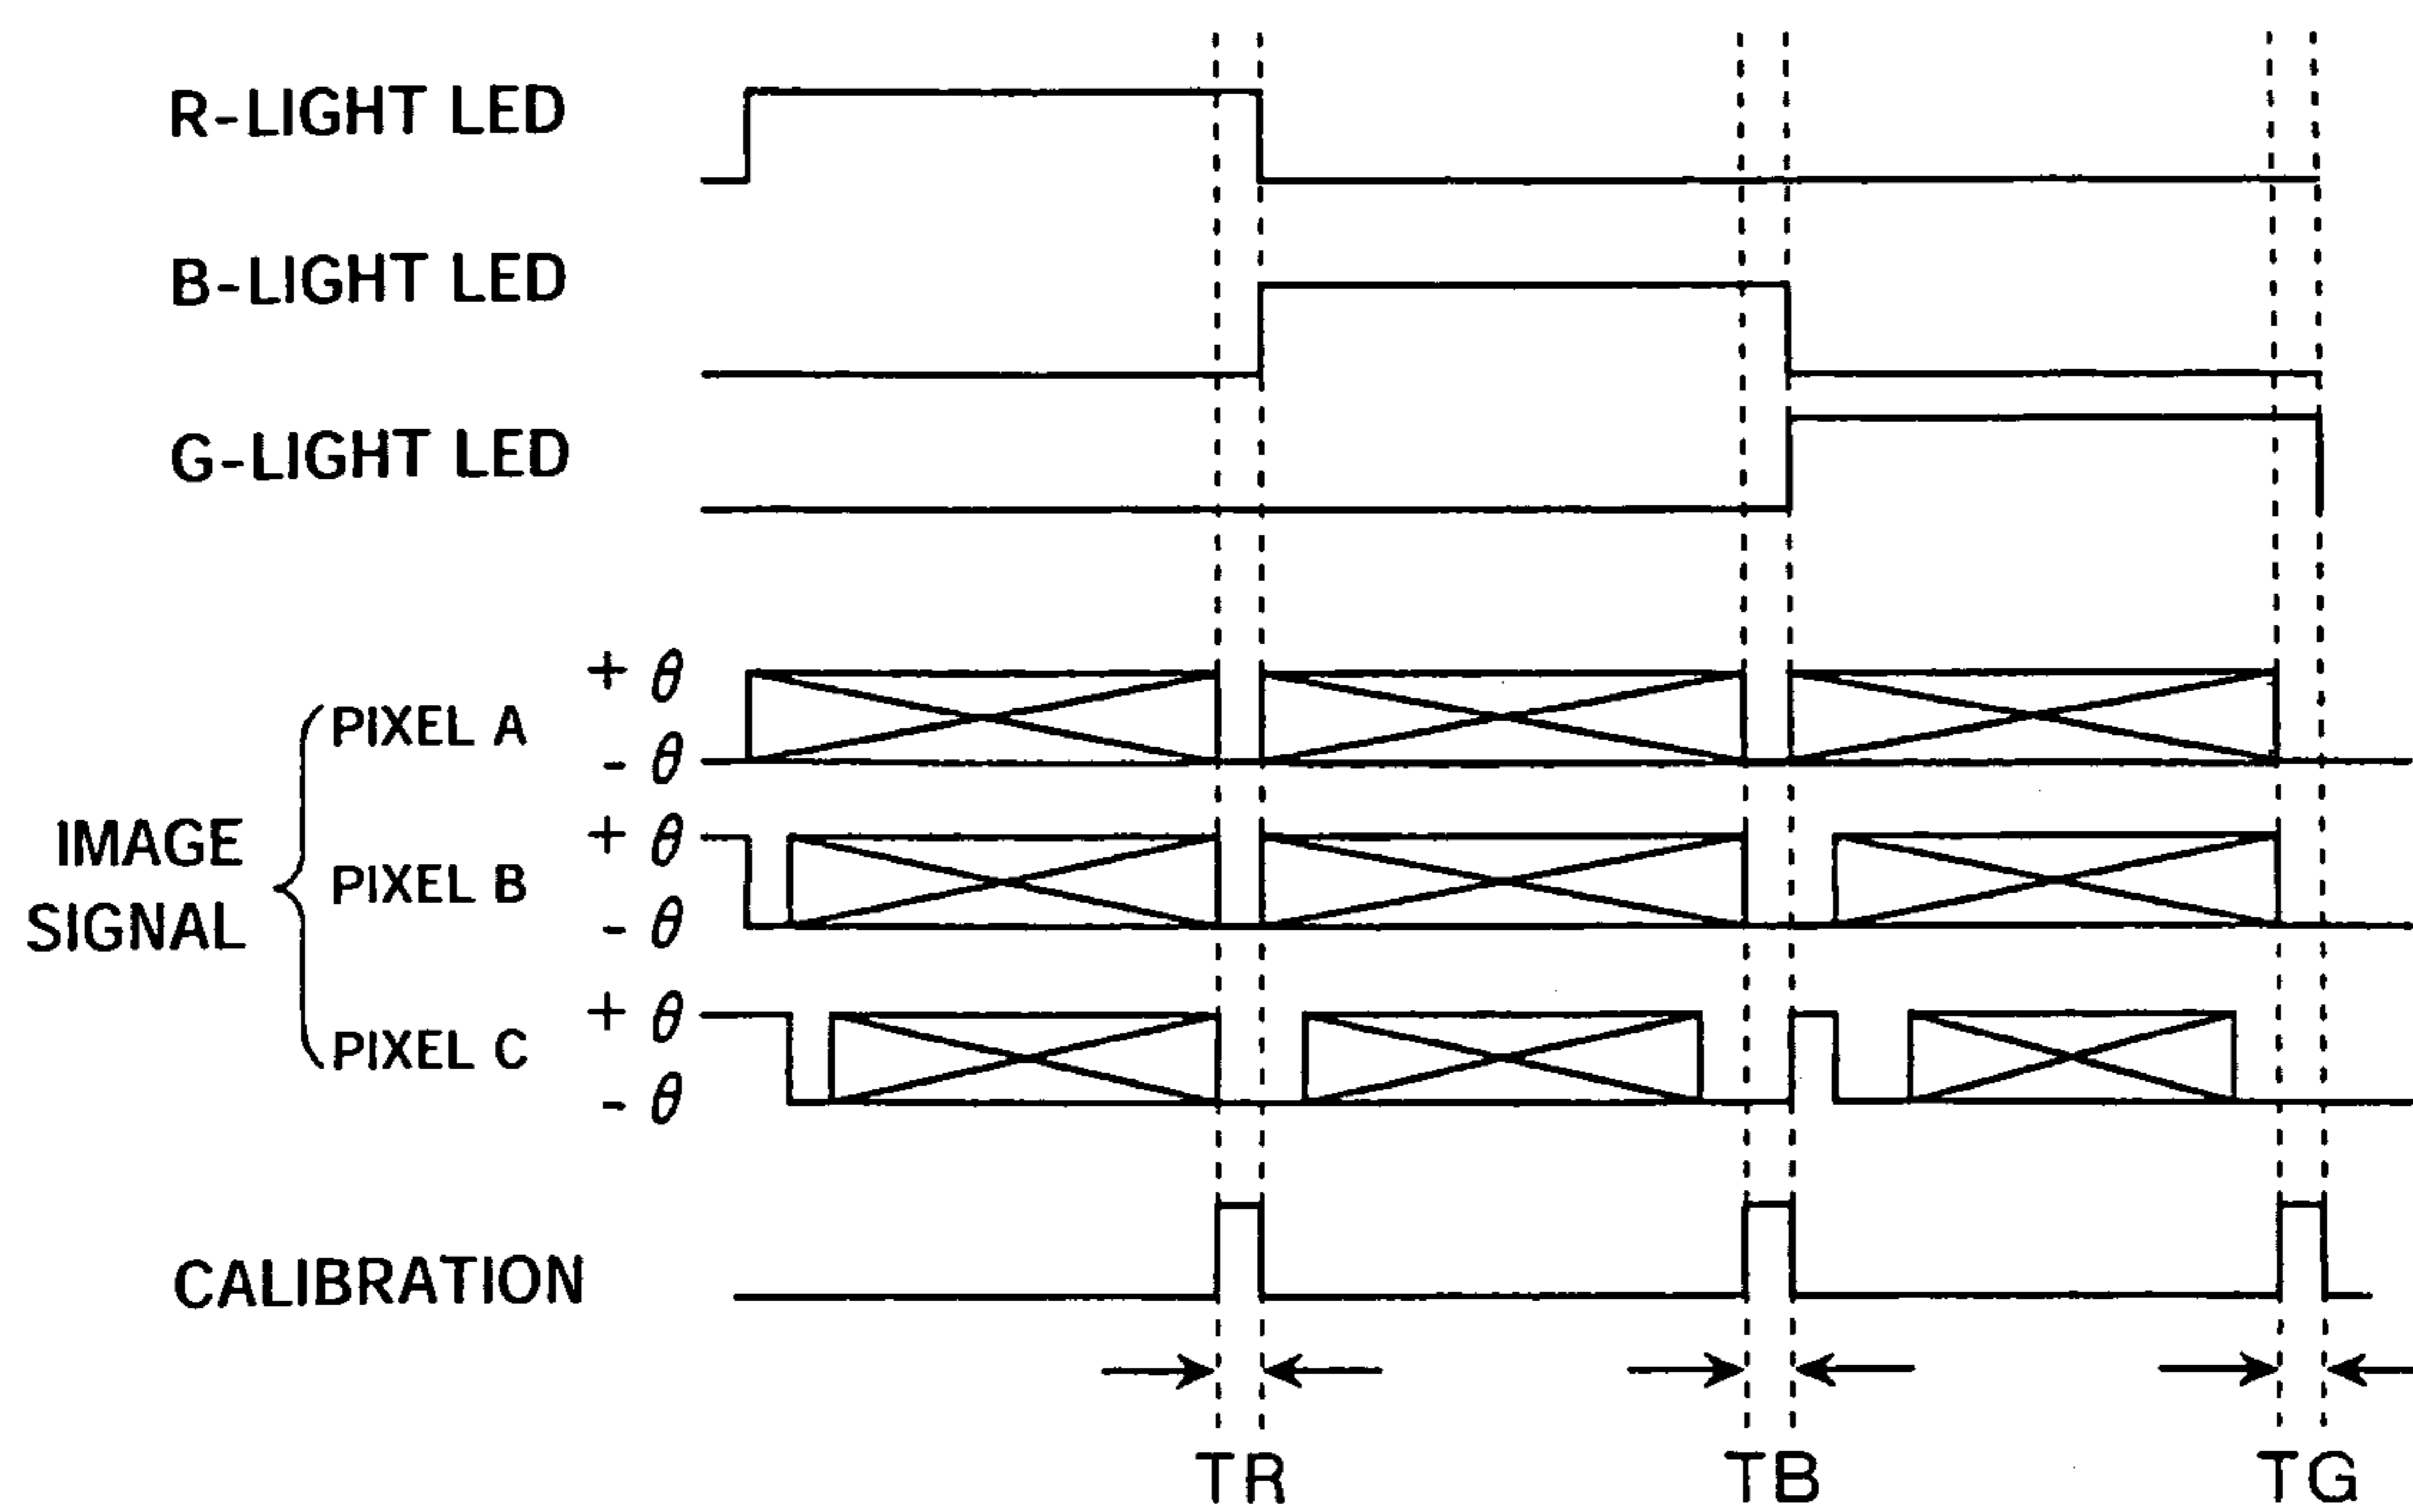 R-LIGHT LED
B-LIGHT LED
G-LIGHT LED
IMAGE
SIGNAL
+ θ
PIXEL A
- θ
+ θ
PIXEL B
- θ
+ θ
PIXEL C
- θ
CALIBRATION
TR
TB
TG